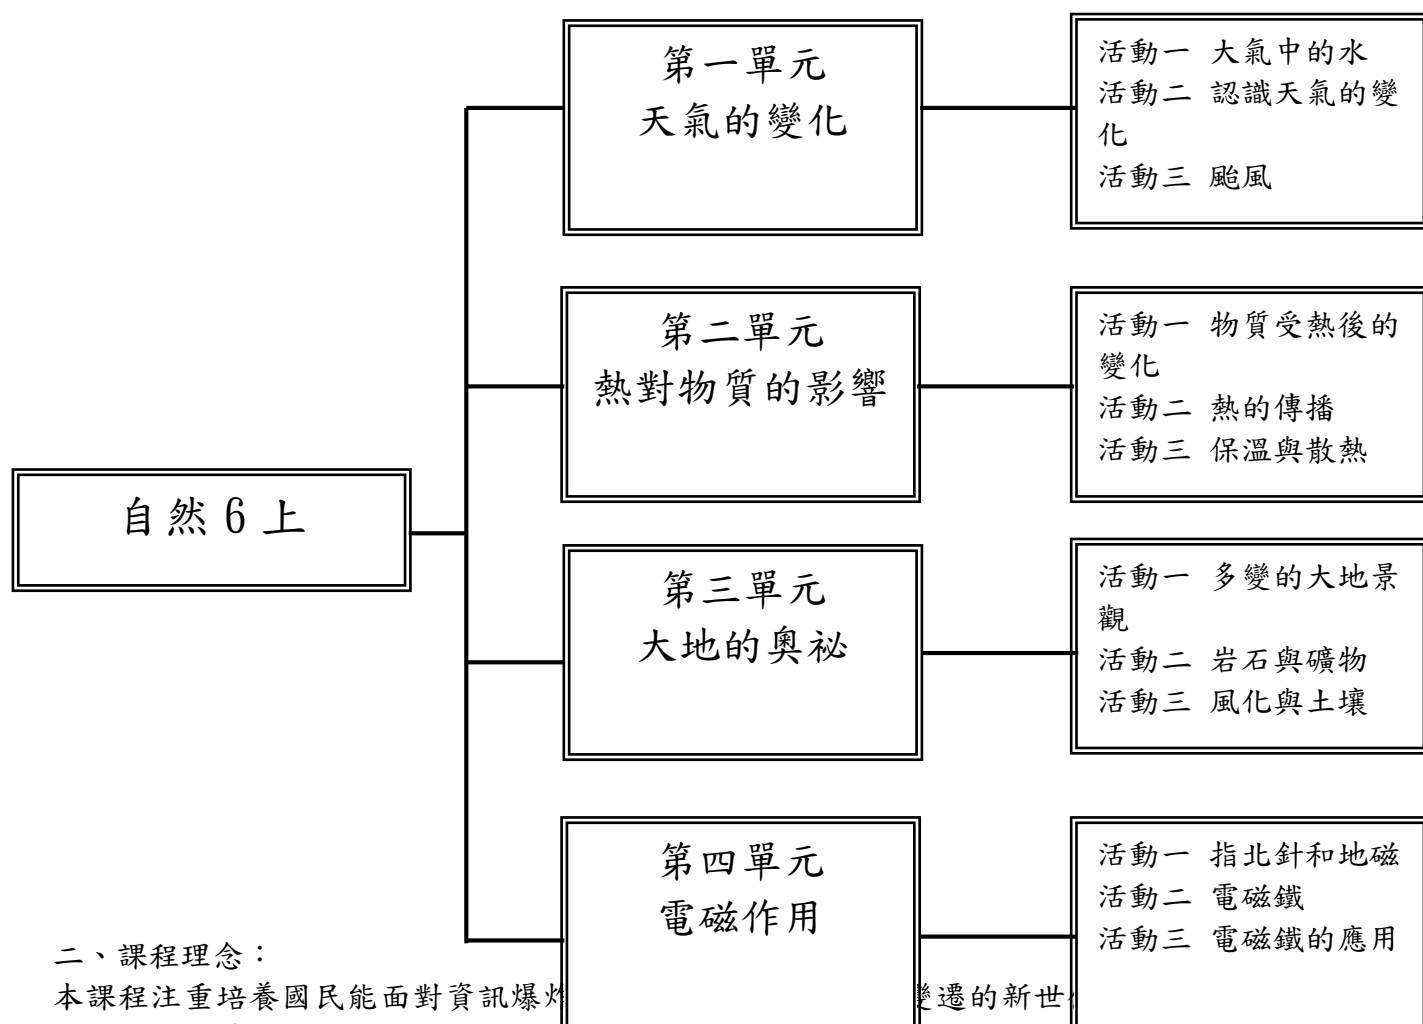 第一單元
天氣的變化
活動一 大氣中的水
活動二 認識天氣的變
化
活動三 颱風
第二單元
熱對物質的影響
活動一 物質受熱後的
變化
活動二 熱的傳播
活動三 保溫與散熱
自然 6 上
第三單元
大地的奧祕
活動一 多變的大地景
觀
活動二 岩石與礦物
活動三 風化與土壤
第四單元
電磁作用
活動一 指北針和地磁
活動二 電磁鐵
活動三 電磁鐵的應用
二、課程理念：
本課程注重培養國民能面對資訊爆 變遷的新世